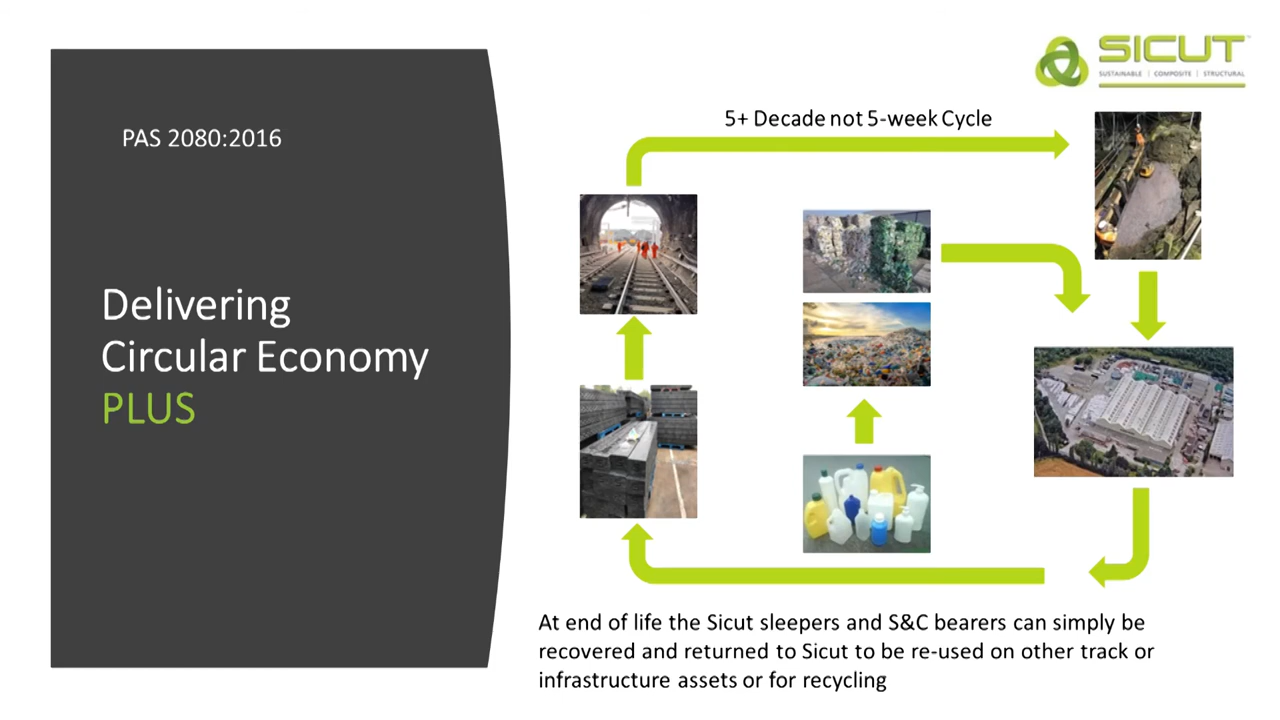 PAS 2080:2016
Delivering
Circular Economy
PLUS
SICUT
SUSTAINABLE | COMPOSITE | STRUCTURAL
5+ Decade not 5-week Cycle
At end of life the Sicut sleepers and S&C bearers can simply be
recovered and returned to Sicut to be re-used on other track or
infrastructure assets or for recycling